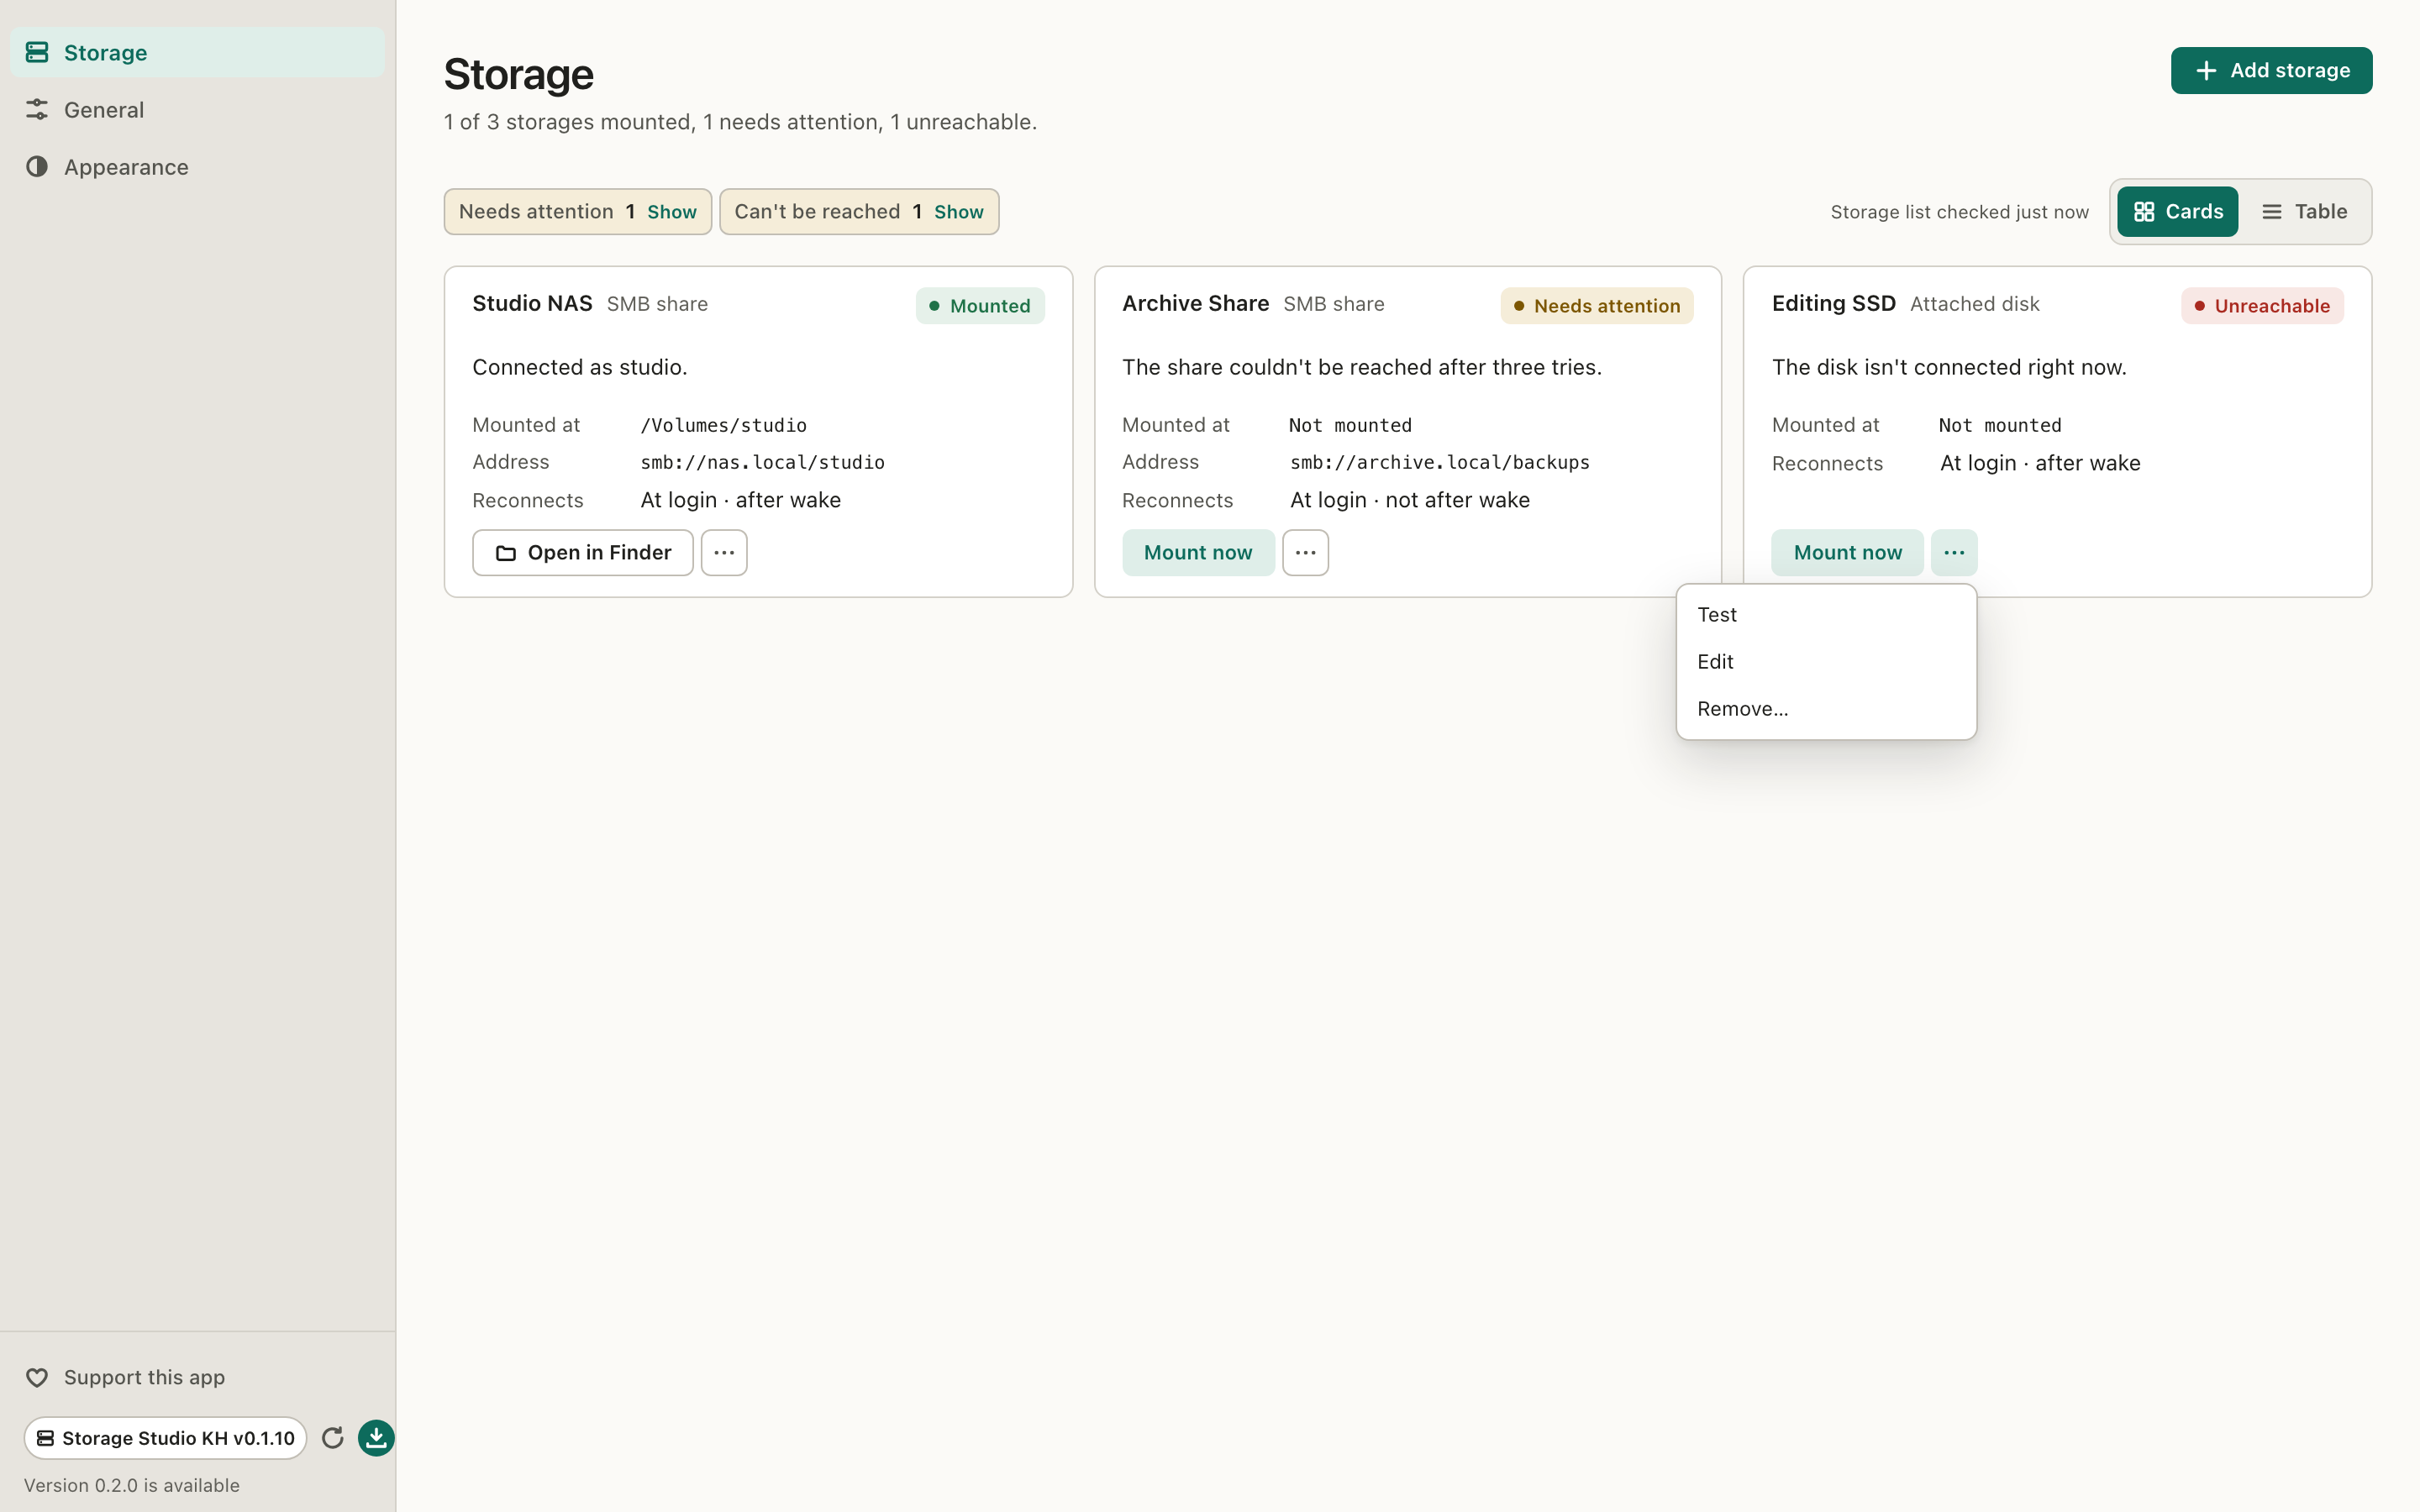 Storage
General
Appearance
Storage
1 of 3 storages mounted, 1 needs attention, 1 unreachable.
Add storage
Needs attention 1 Show
Can't be reached 1 Show
Storage list checked just now
Cards
Table
Studio NAS SMB share
Mounted
Connected as studio.
Mounted at /Volumes/studio
Address smb://nas.local/studio
Reconnects At login · after wake
Open in Finder
Archive Share SMB share
Needs attention
The share couldn't be reached after three tries.
Mounted at Not mounted
Address smb://archive.local/backups
Reconnects At login · not after wake
Mount now
Editing SSD Attached disk
Unreachable
The disk isn't connected right now.
Mounted at Not mounted
Reconnects At login · after wake
Mount now
Test
Edit
Remove...
Support this app
Storage Studio KH v0.1.10
Version 0.2.0 is available